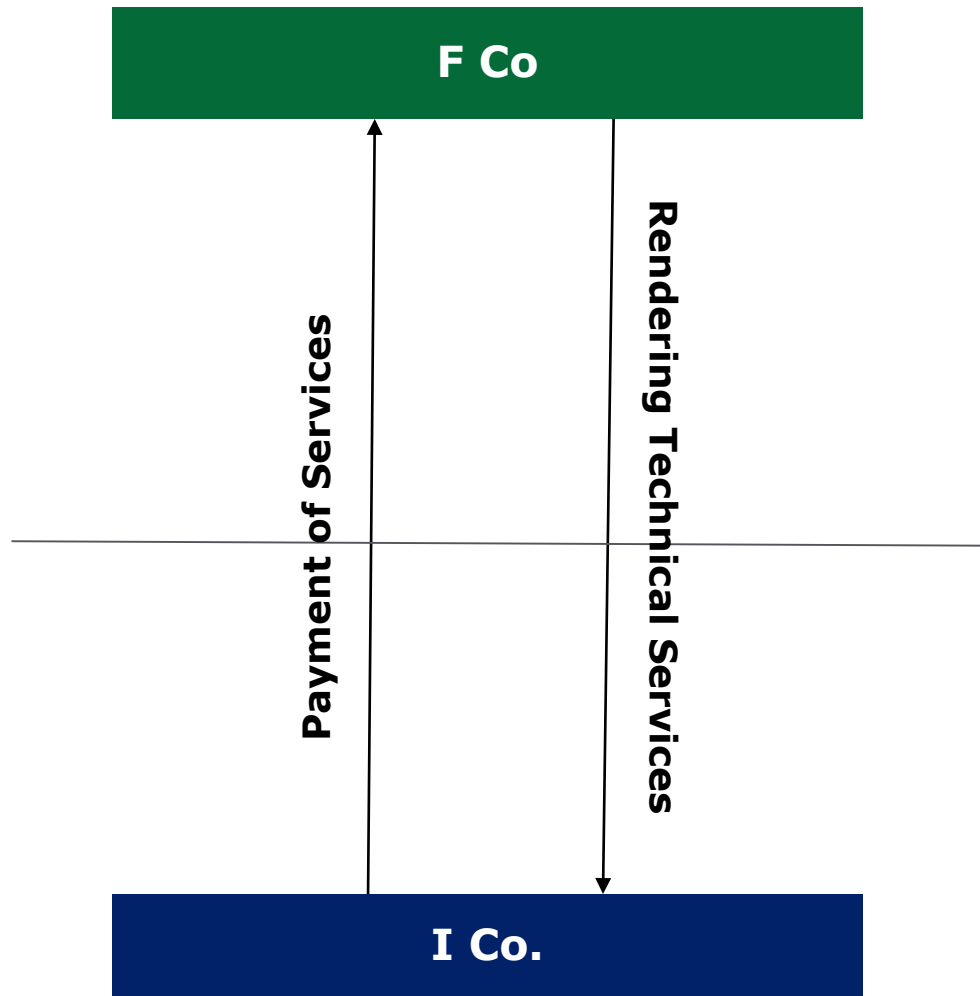 F Co
Payment of Services
Rendering Technical Services
I Co.